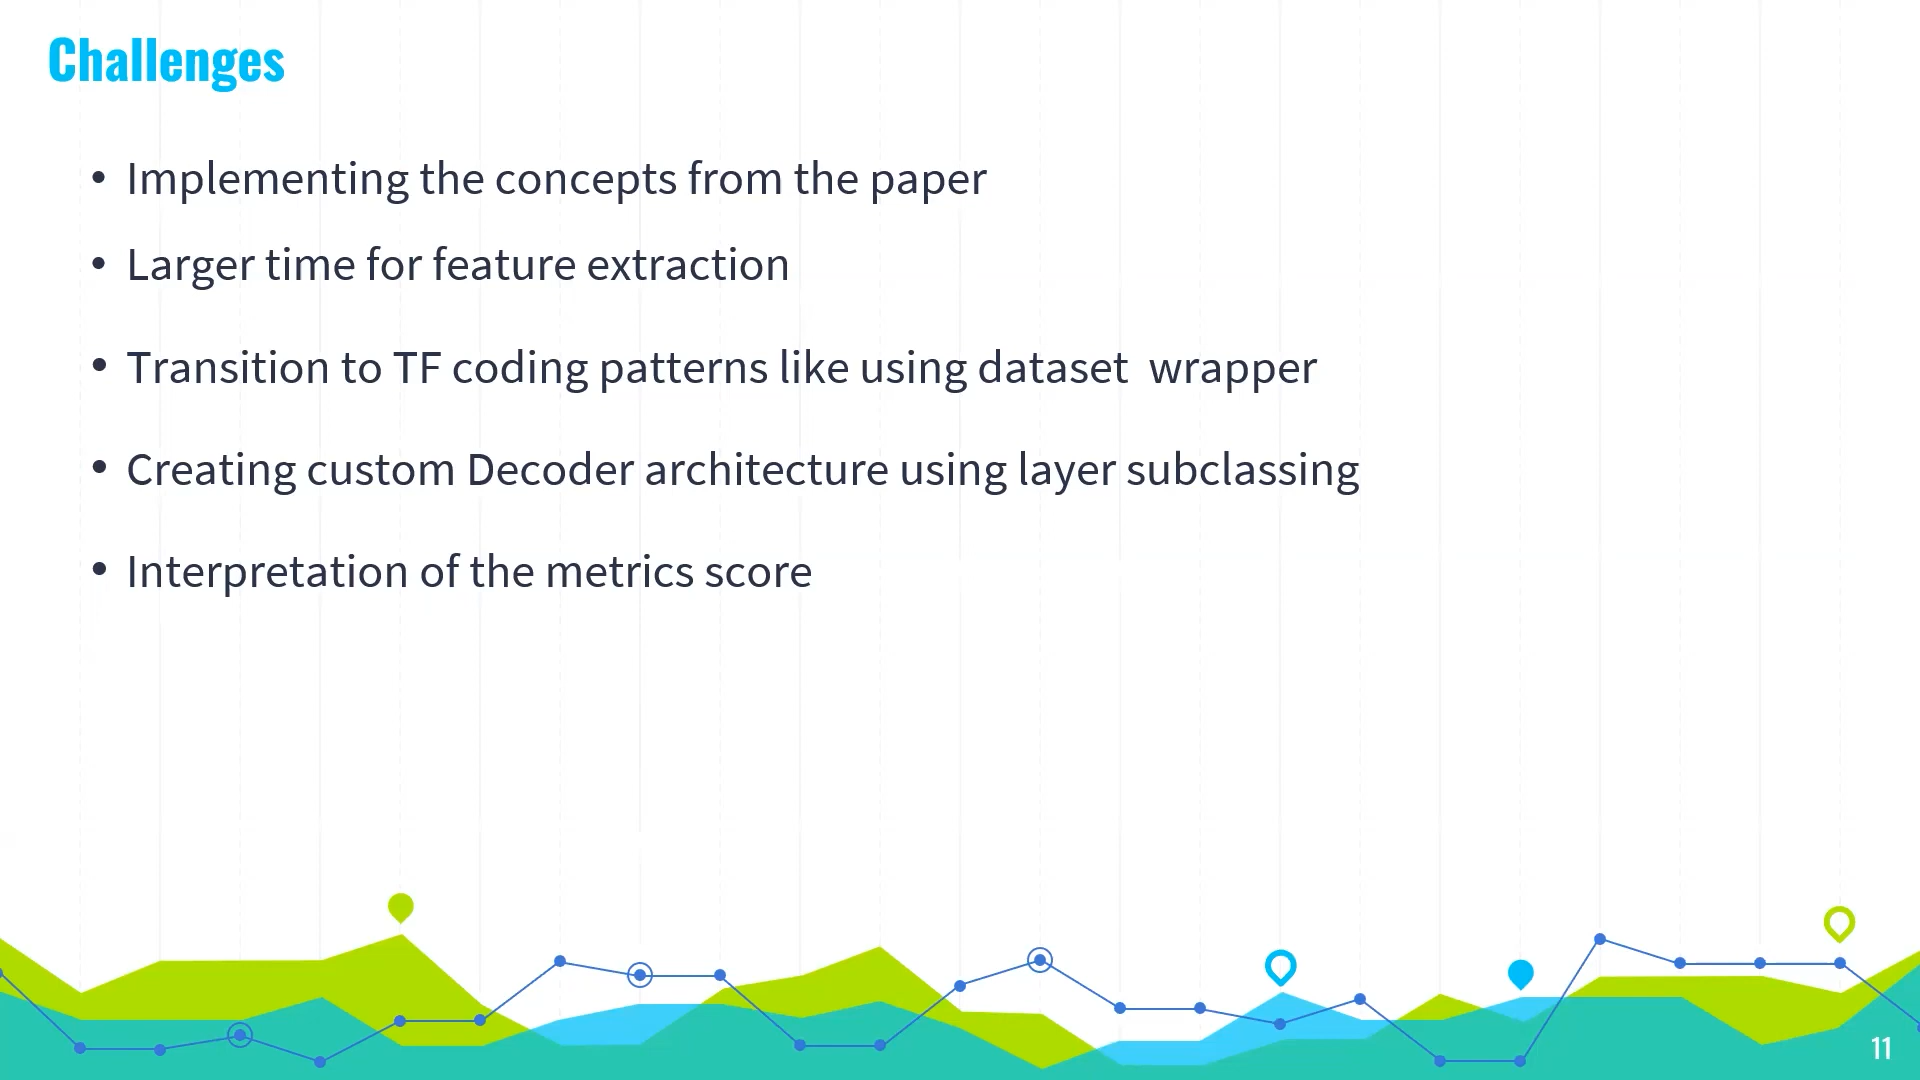 Challenges
• Implementing the concepts from the paper
• Larger time for feature extraction
• Transition to TF coding patterns like using dataset  wrapper
• Creating custom Decoder architecture using layer subclassing
• Interpretation of the metrics score
11